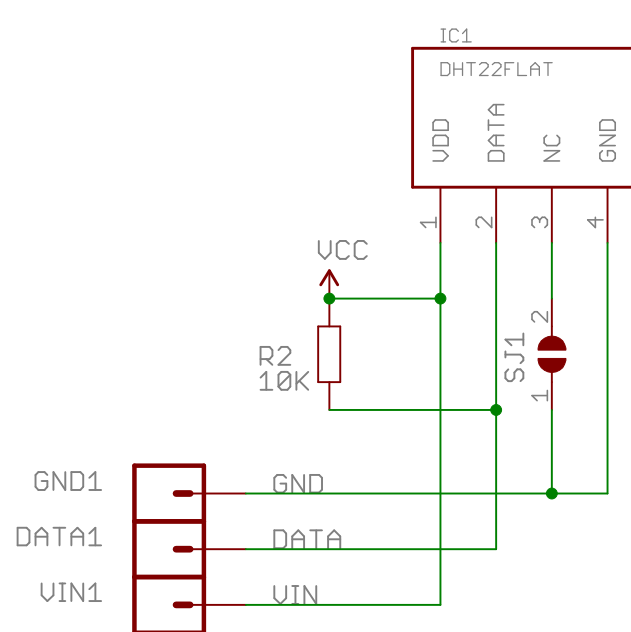 IC1
DHT22FLAT
VDD
DATA
NC
GND
1
2
3
4
VCC
2
SJ1
1
R2
10K
GND1
GND
DATA1
DATA
VIN1
VIN